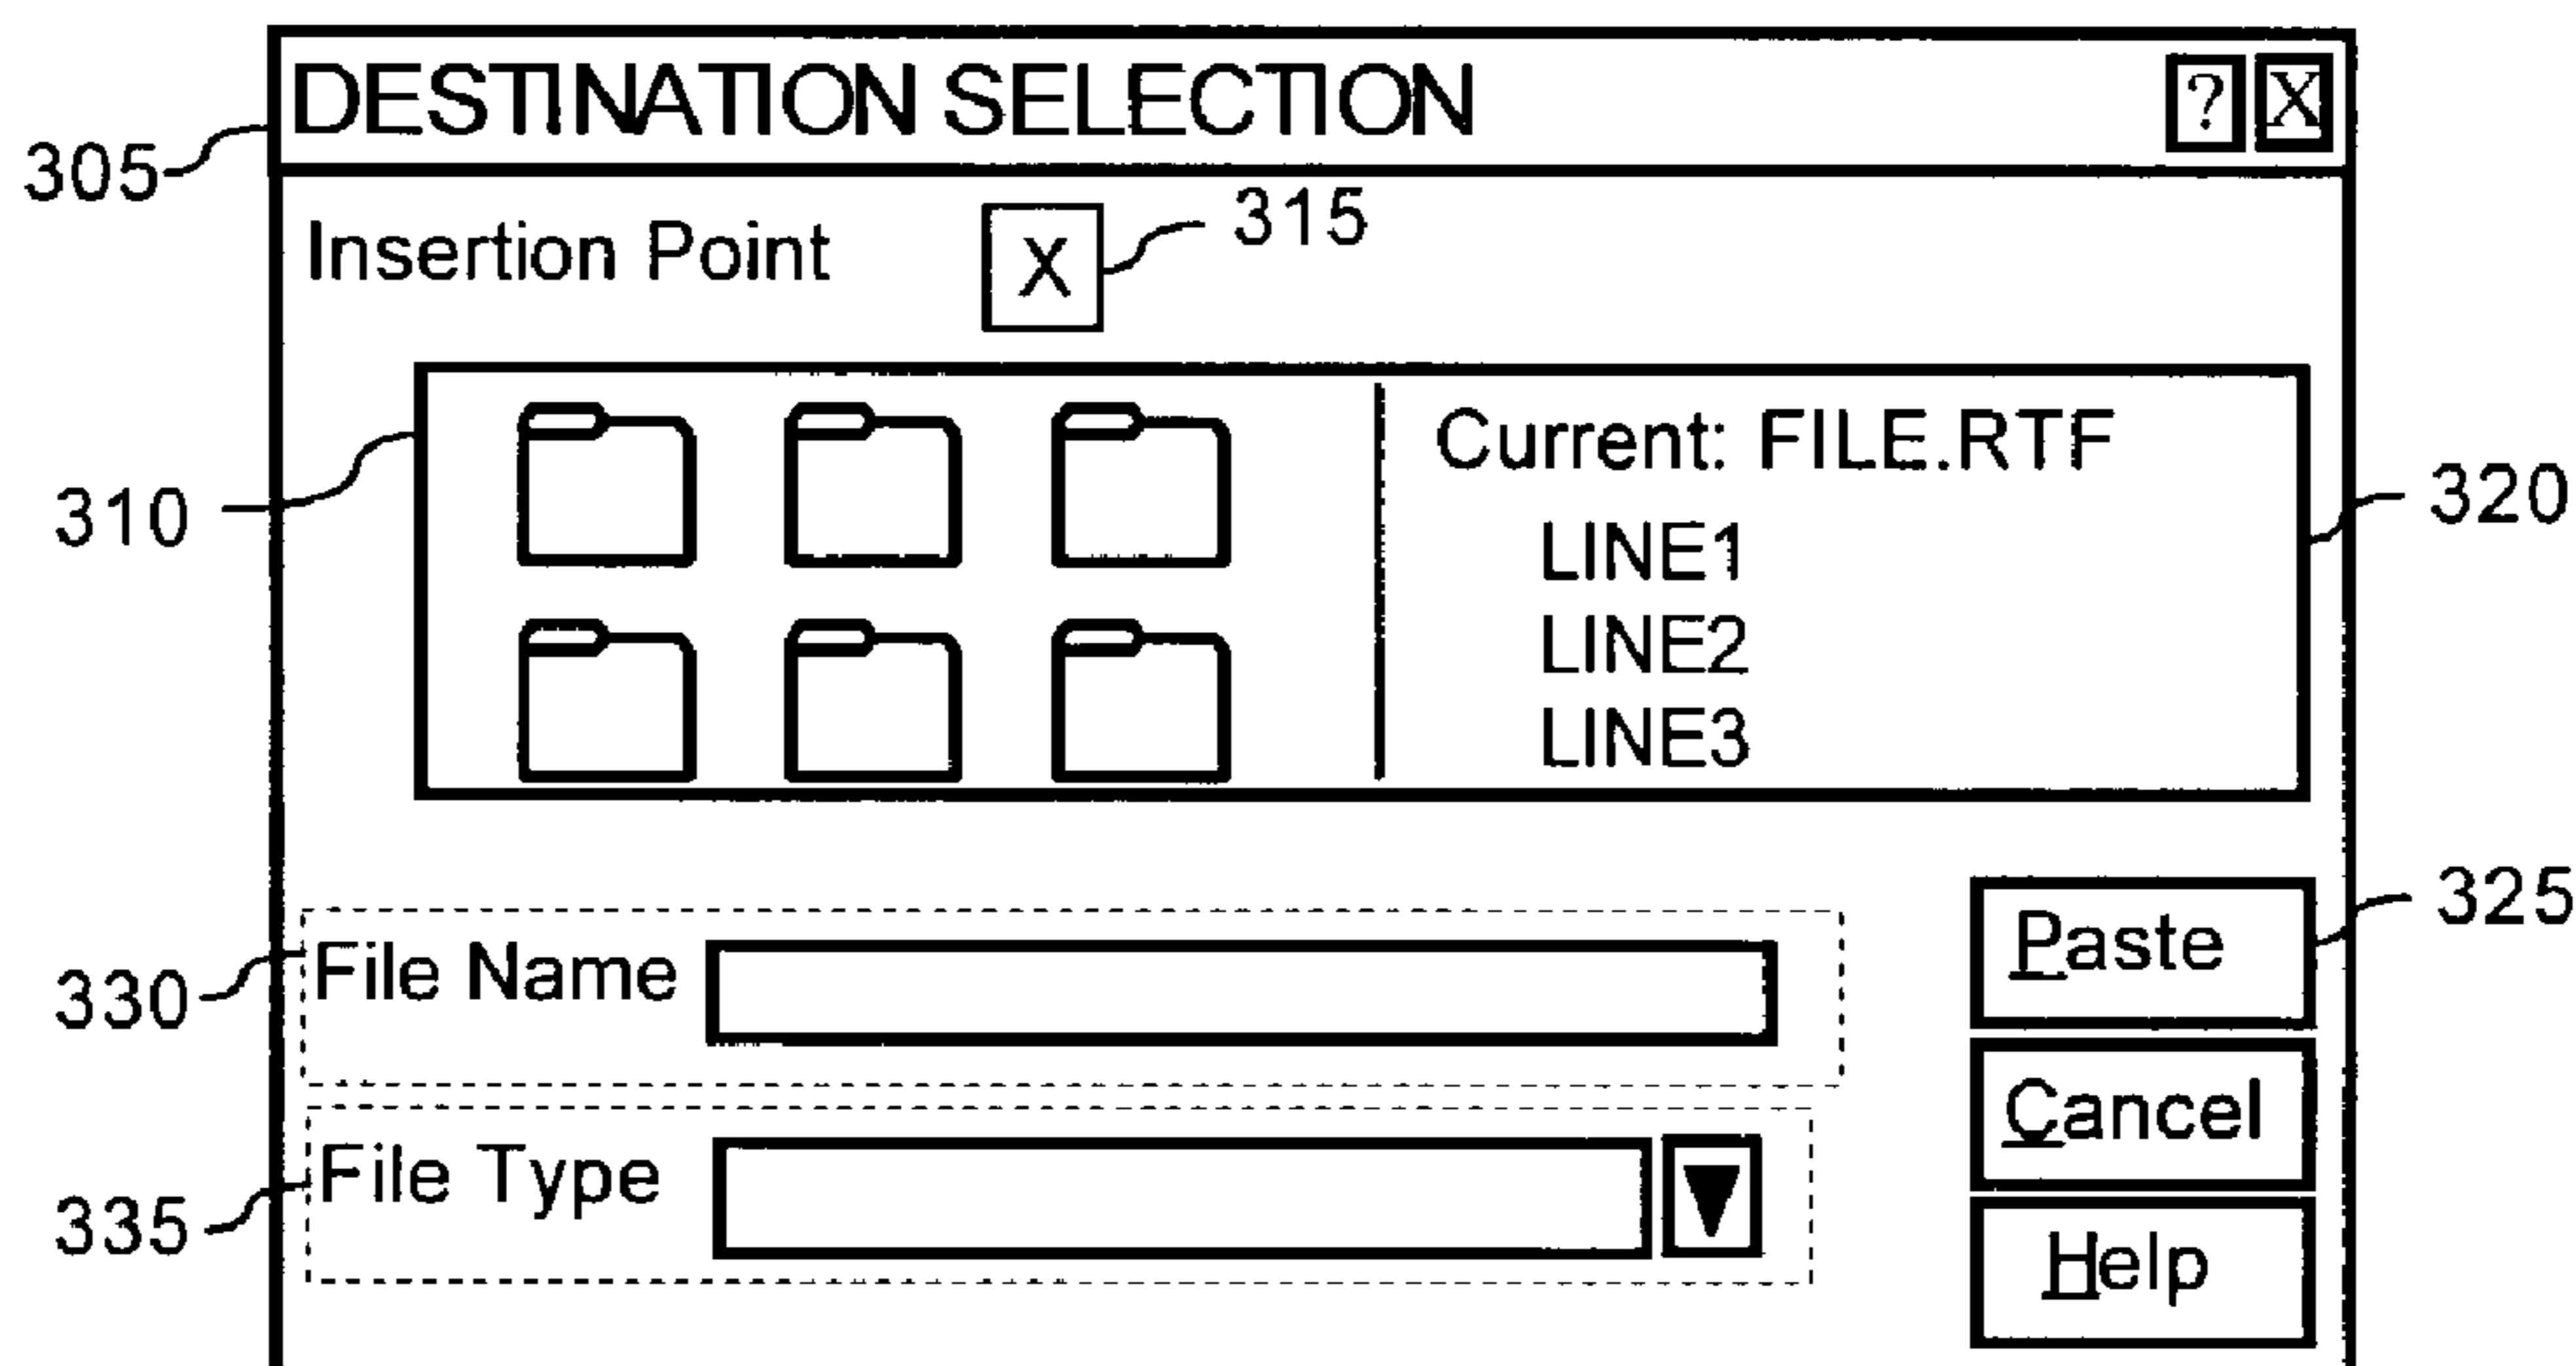 DESTINATION SELECTION ? X
305
Insertion Point X 315
310
Current: FILE.RTF
320
LINE1
LINE2
LINE3
325
330 File Name
Paste
335 File Type
Cancel
Help